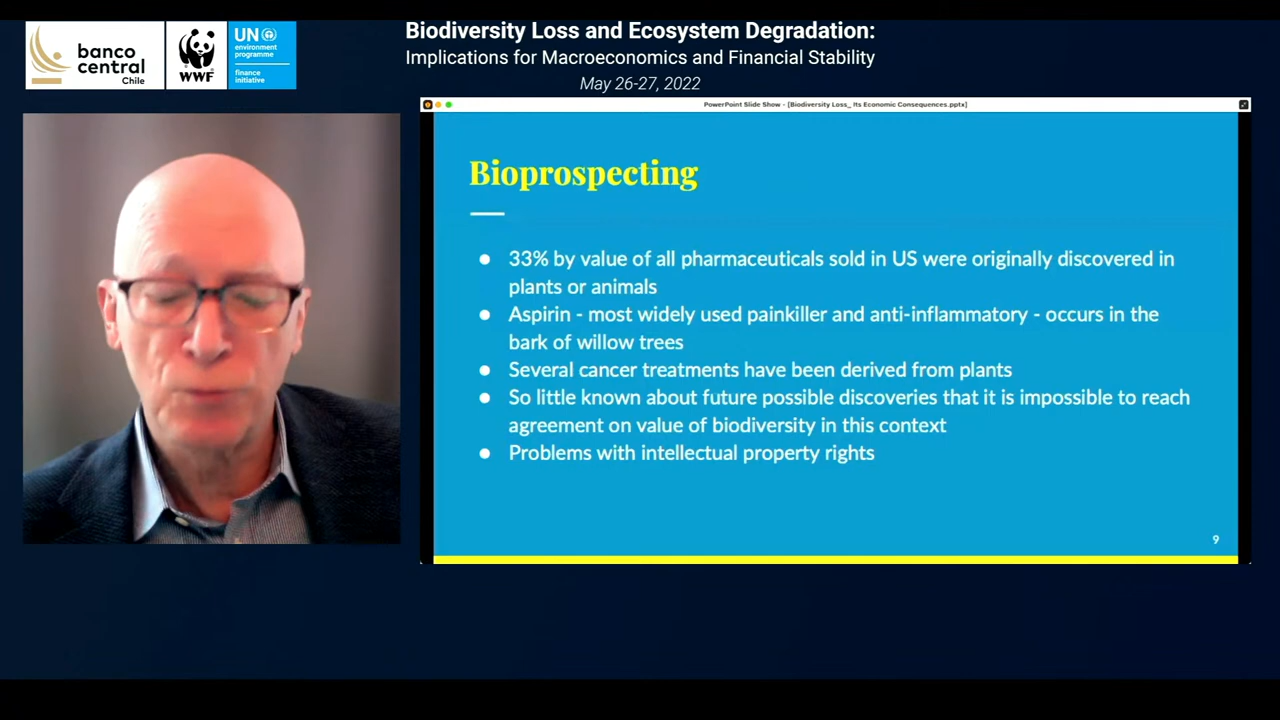 banco
central
Chile
WWF
UN
environment
programme
finance
initiative
Biodiversity Loss and Ecosystem Degradation:
Implications for Macroeconomics and Financial Stability
May 26-27, 2022
PowerPoint Slide Show - [Biodiversity Loss_ Its Economic Consequences.pptx]
Bioprospecting
33% by value of all pharmaceuticals sold in US were originally discovered in
plants or animals
Aspirin - most widely used painkiller and anti-inflammatory - occurs in the
bark of willow trees
Several cancer treatments have been derived from plants
So little known about future possible discoveries that it is impossible to reach
agreement on value of biodiversity in this context
Problems with intellectual property rights
9